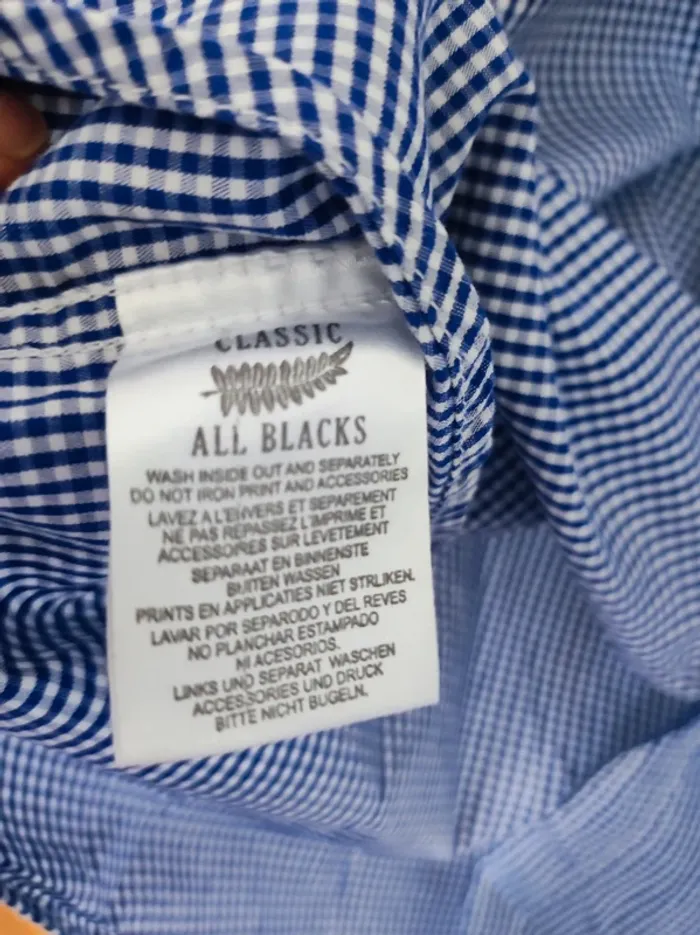 CLASSIC
ALL BLACKS
WASH INSIDE OUT AND SEPARATELY
DO NOT IRON PRINT AND ACCESSORIES
LAVEZ A L'ENVERS ET SEPAREMENT
NE PAS REPASSEZ L'IMPRIME ET
ACCESSOIRES SUR LEVETEMENT
SEPARAAT EN BINNENSTE
BUITEN WASSEN
PRINTS EN APPLICATIES NIET STRIJKEN.
LAVAR POR SEPARODO Y DEL REVES
NO PLANCHAR ESTAMPADO
NI ACESORIOS.
LINKS UND SEPARAT WASCHEN
ACCESSORIES UND DRUCK
BITTE NICHT BUGELN.